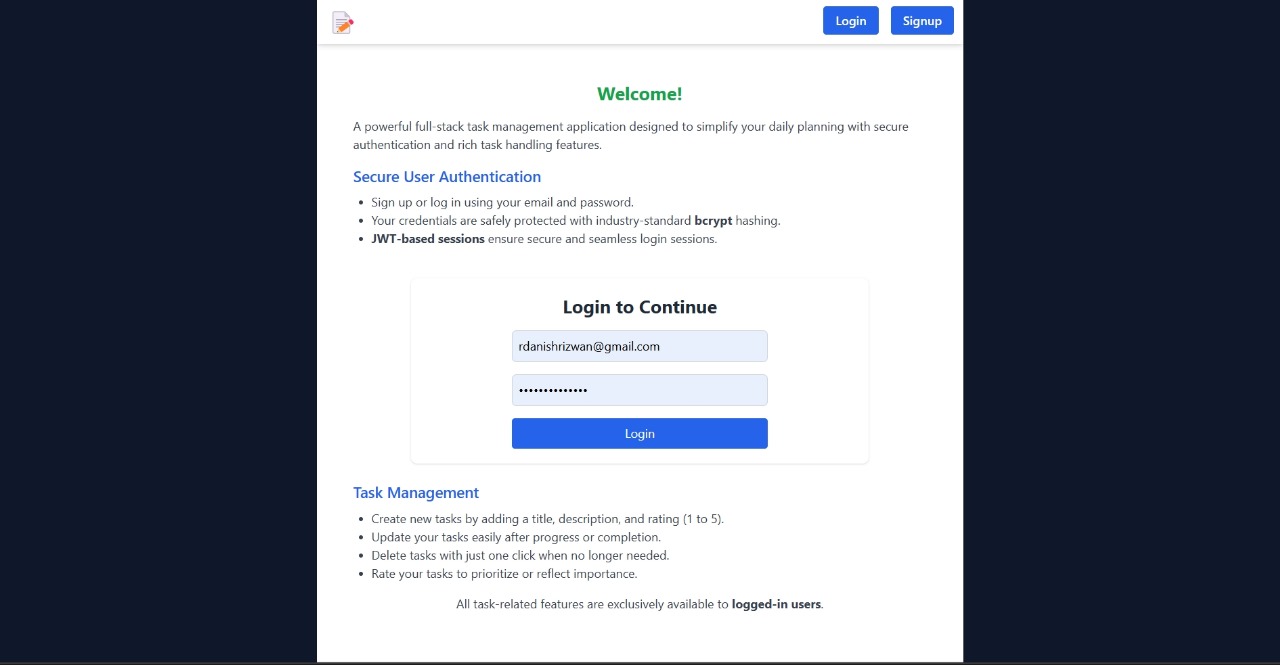 Login
Signup
Welcome!
A powerful full-stack task management application designed to simplify your daily planning with secure
authentication and rich task handling features.
Secure User Authentication
• Sign up or log in using your email and password.
• Your credentials are safely protected with industry-standard bcrypt hashing.
• JWT-based sessions ensure secure and seamless login sessions.
Login to Continue
rdanishrizwan@gmail.com
••••••••••••••
Login
Task Management
• Create new tasks by adding a title, description, and rating (1 to 5).
• Update your tasks easily after progress or completion.
• Delete tasks with just one click when no longer needed.
• Rate your tasks to prioritize or reflect importance.
All task-related features are exclusively available to logged-in users.